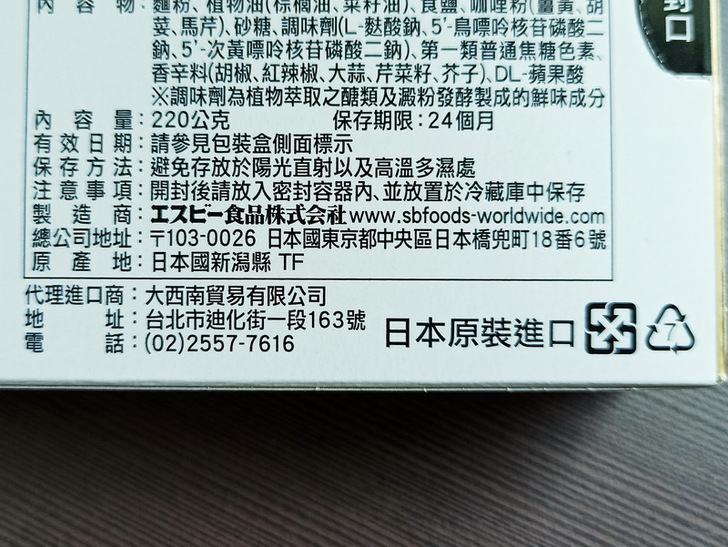 內容物：麵粉、植物油(棕櫚油、菜籽油)、食鹽、咖哩粉(薑黃、胡
荽、馬芹)、砂糖、調味劑(L-麩酸鈉、5'-鳥嘌呤核苷磷酸二
鈉、5'-次黃嘌呤核苷磷酸二鈉)、第一類普通焦糖色素、
香辛料(胡椒、紅辣椒、大蒜、芹菜籽、芥子)、DL-蘋果酸
※調味劑為植物萃取之醣類及澱粉發酵製成的鮮味成分
內容量：220公克 保存期限：24個月
有效日期：請參見包裝盒側面標示
保存方法：避免存放於陽光直射以及高溫多濕處
注意事項：開封後請放入密封容器內、並放置於冷藏庫中保存
製造商：エスビー食品株式会社www.sbfoods-worldwide.com
總公司地址：〒103-0026 日本國東京都中央區日本橋兜町18番6號
原產地：日本國新潟縣 TF
代理進口商：大西南貿易有限公司
地址：台北市迪化街一段163號
電話：(02)2557-7616
日本原裝進口
7
封口